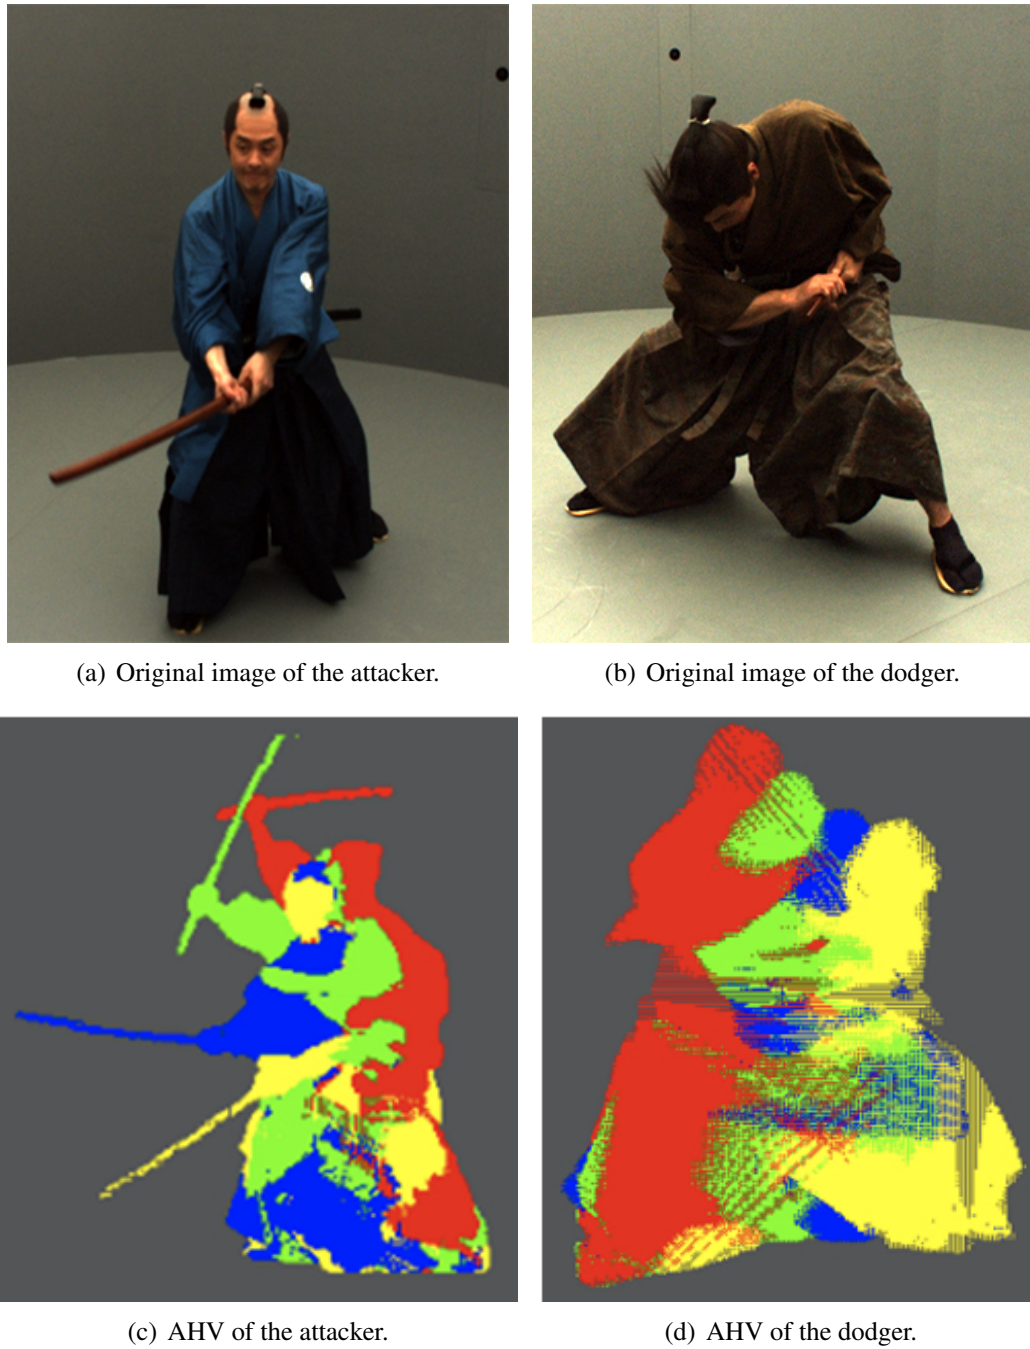 (a) Original image of the attacker.
(b) Original image of the dodger.
(c) AHV of the attacker.
(d) AHV of the dodger.